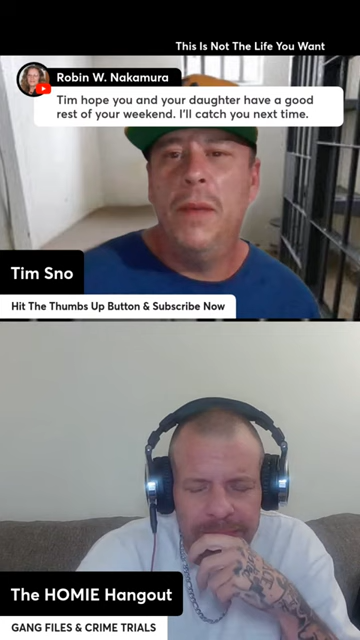 This Is Not The Life You Want
Robin W. Nakamura
Tim hope you and your daughter have a good
rest of your weekend. I'll catch you next time.
Tim Sno
Hit The Thumbs Up Button & Subscribe Now
The HOMIE Hangout
GANG FILES & CRIME TRIALS